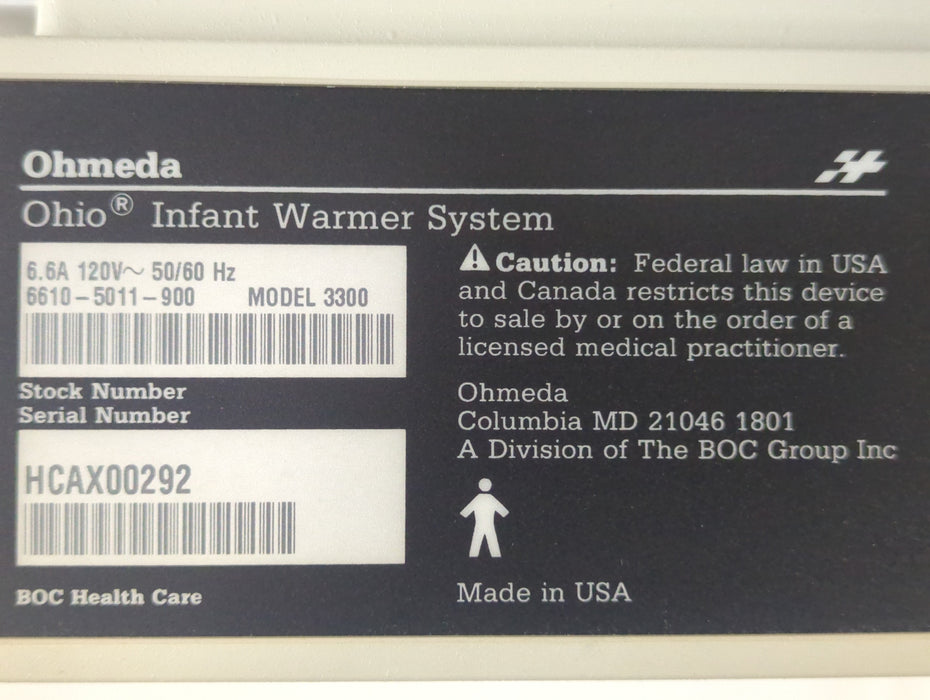 Ohmeda
Ohio® Infant Warmer System
6.6A 120V~ 50/60 Hz
6610-5011-900 MODEL 3300
Stock Number
Serial Number
HCAX00292
BOC Health Care
⚠ Caution: Federal law in USA
and Canada restricts this device
to sale by or on the order of a
licensed medical practitioner.
Ohmeda
Columbia MD 21046 1801
A Division of The BOC Group Inc
Made in USA